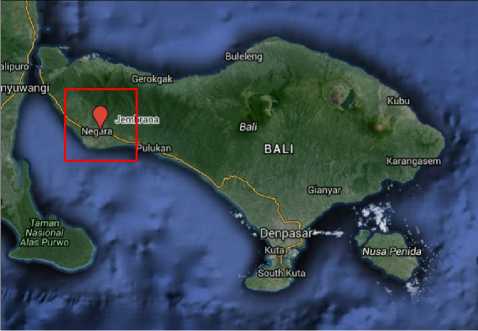 Buleleng
alipuro
Gerokgak
nyuwangi
Kubu
Jembrana
Bali
Negara
BALI
Pulukan
Karangasem
Gianyar
Taman
Nasional
Alas Purwo
Denpasar
Kuta
Nusa Penida
South Kuta